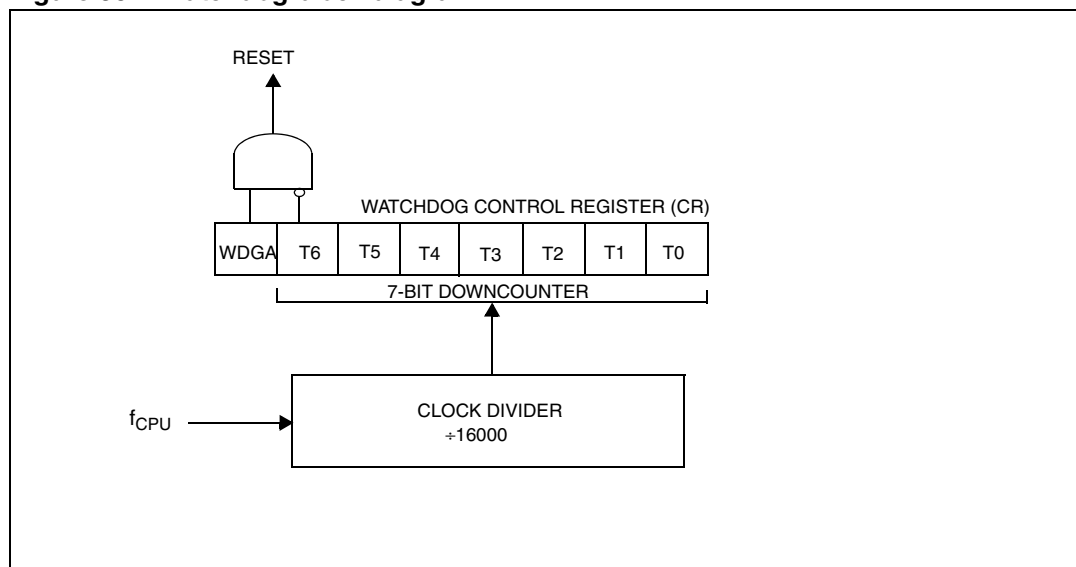 RESET
WATCHDOG CONTROL REGISTER (CR)
WDGA T6 T5 T4 T3 T2 T1 T0
7-BIT DOWNCOUNTER
fCPU
CLOCK DIVIDER
÷16000